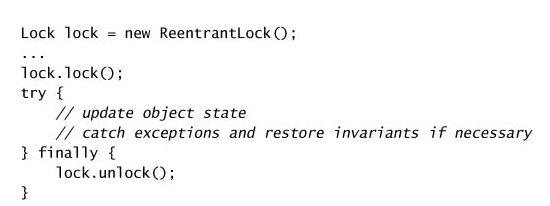 Lock lock = new ReentrantLock();
...
lock.lock();
try {
    // update object state
    // catch exceptions and restore invariants if necessary
} finally {
    lock.unlock();
}